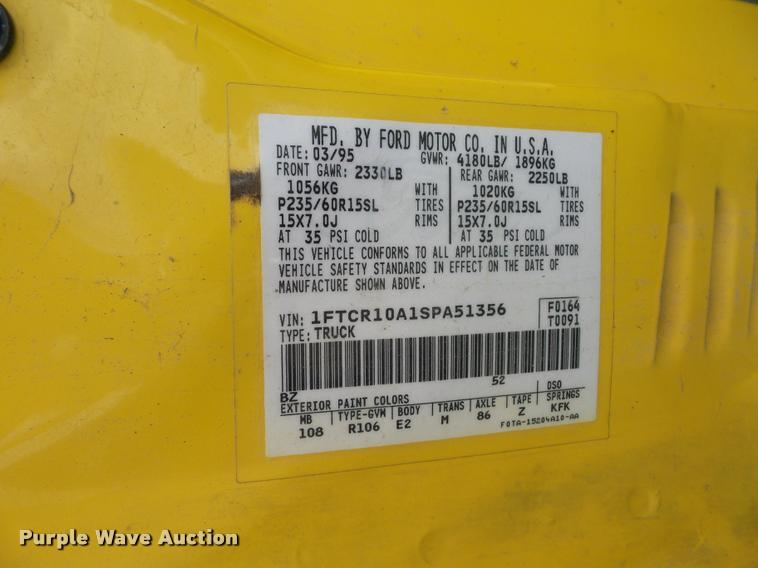 MFD. BY FORD MOTOR CO. IN U.S.A.
DATE: 03/95 GVWR: 4180LB/ 1896KG
FRONT GAWR: 2330LB REAR GAWR: 2250LB
1056KG WITH 1020KG WITH
P235/60R15SL TIRES P235/60R15SL TIRES
15X7.0J RIMS 15X7.0J RIMS
AT 35 PSI COLD AT 35 PSI COLD
THIS VEHICLE CONFORMS TO ALL APPLICABLE FEDERAL MOTOR
VEHICLE SAFETY STANDARDS IN EFFECT ON THE DATE OF
MANUFACTURE SHOWN ABOVE.
VIN: 1FTCR10A1SPA51356 F0164
TYPE: TRUCK T0091
BZ 52
EXTERIOR PAINT COLORS DSO
MB TYPE-GVM BODY TRANS AXLE TAPE SPRINGS
108 R106 E2 M 86 Z KFK
F0TA-15204A10-AA
Purple Wave Auction